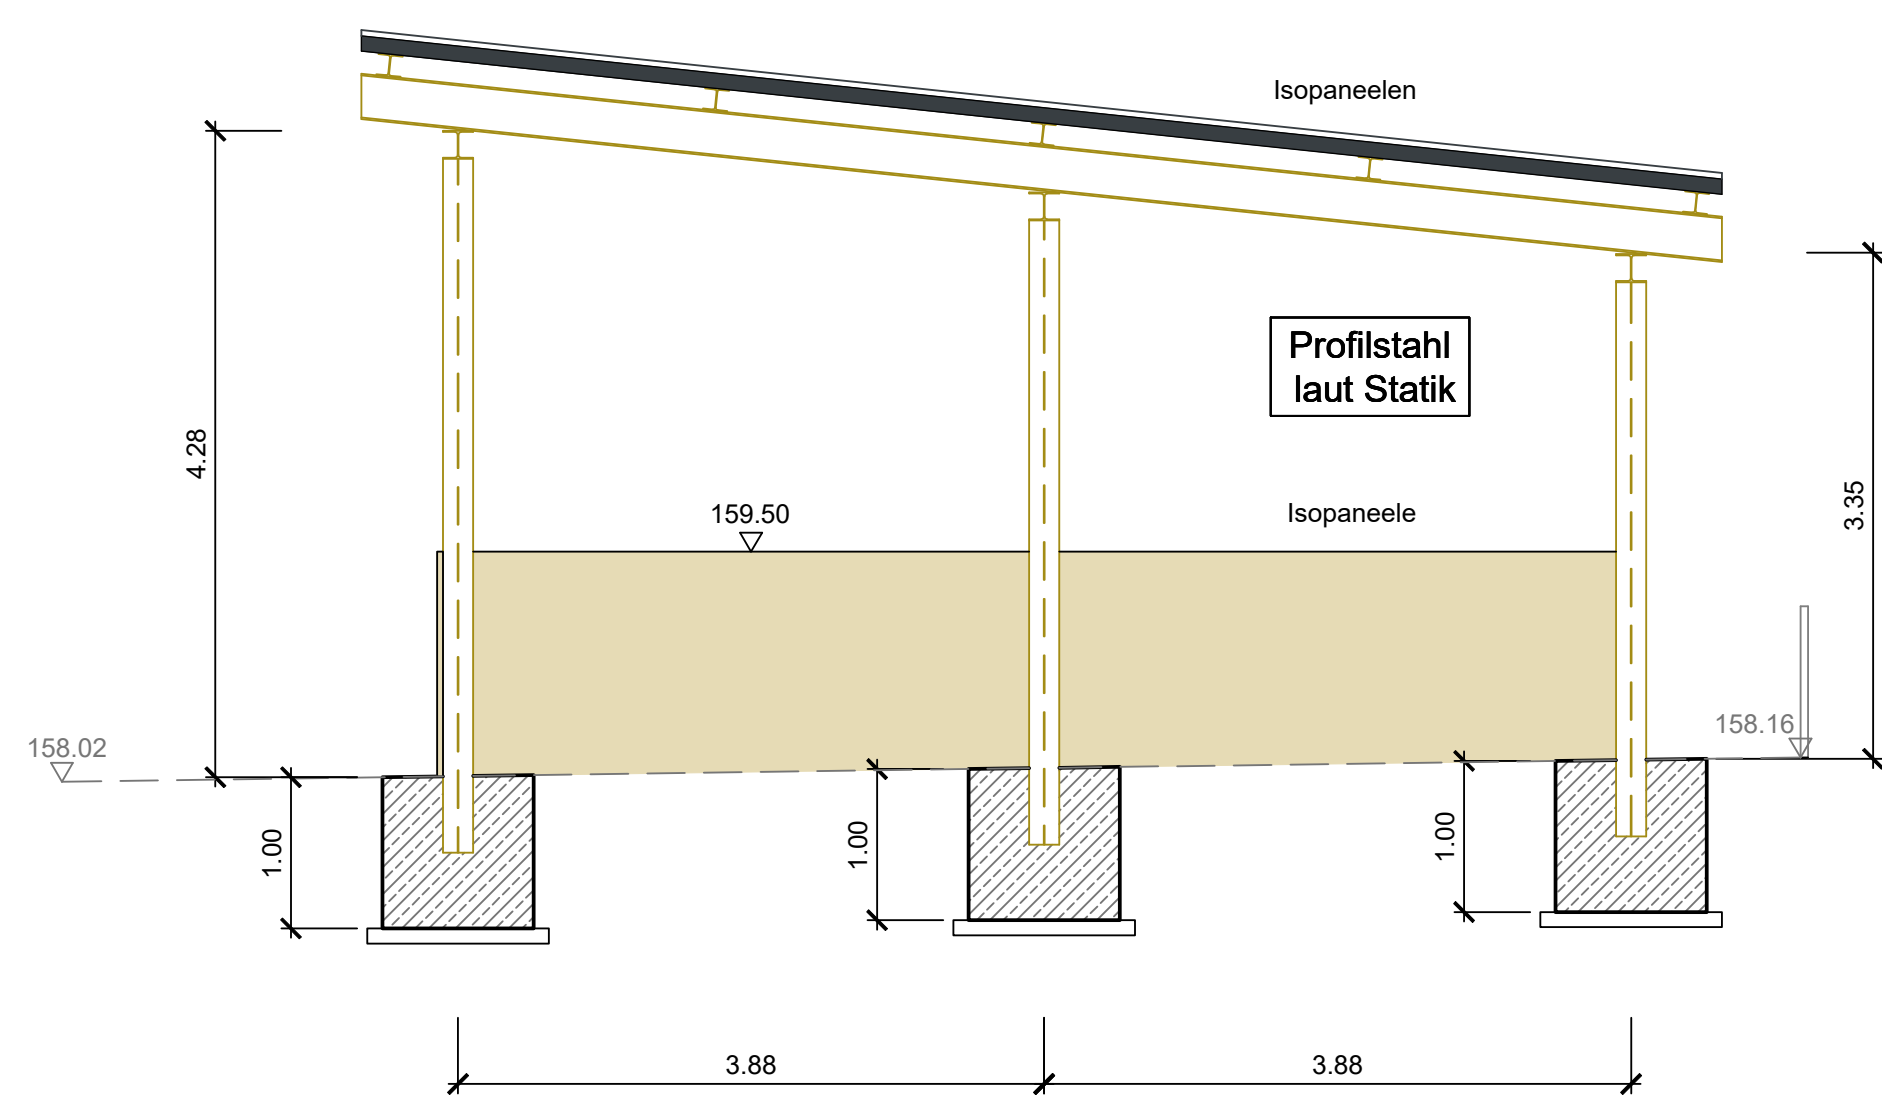 Isopaneelen
Profilstahl
laut Statik
4.28
3.35
159.50
Isopaneele
158.02
158.16
1.00
1.00
1.00
3.88
3.88